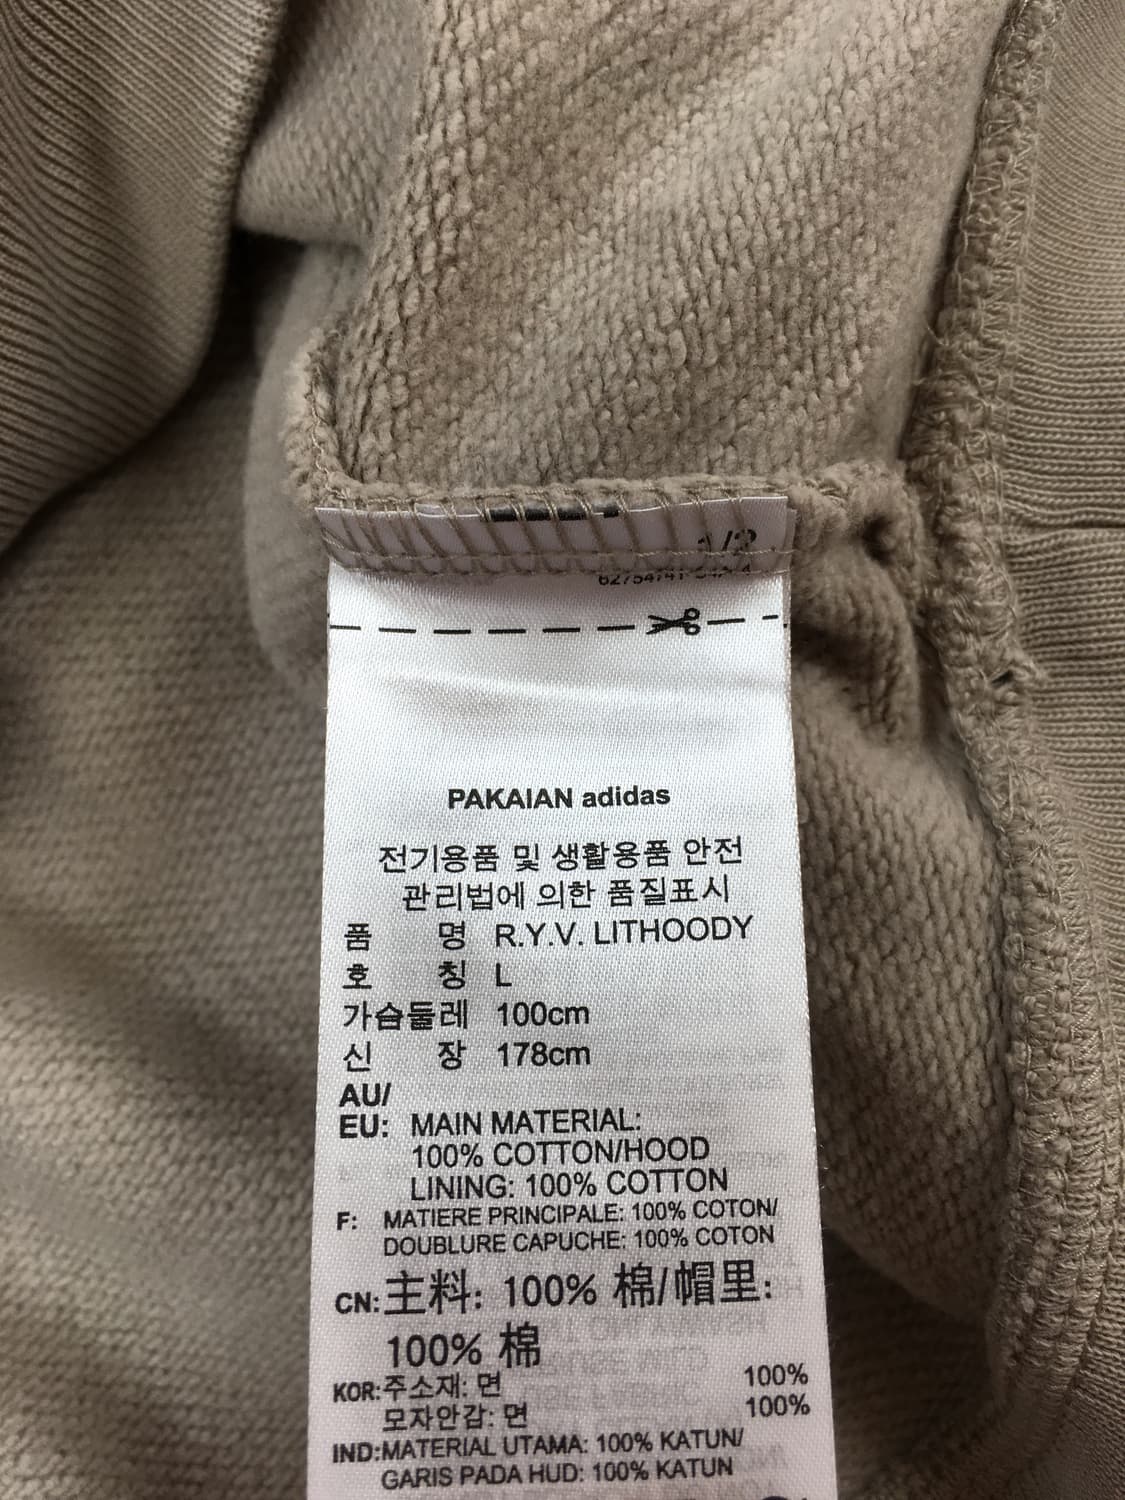 1/2
PAKAIAN adidas
전기용품 및 생활용품 안전
관리법에 의한 품질표시
품 명 R.Y.V. LITHOODY
호 칭 L
가슴둘레 100cm
신 장 178cm
AU/
EU: MAIN MATERIAL:
100% COTTON/HOOD
LINING: 100% COTTON
F: MATIERE PRINCIPALE: 100% COTON/
DOUBLURE CAPUCHE: 100% COTON
CN: 主料: 100% 棉/帽里:
100% 棉
KOR: 주소재: 면 100%
모자안감: 면 100%
IND: MATERIAL UTAMA: 100% KATUN/
GARIS PADA HUD: 100% KATUN